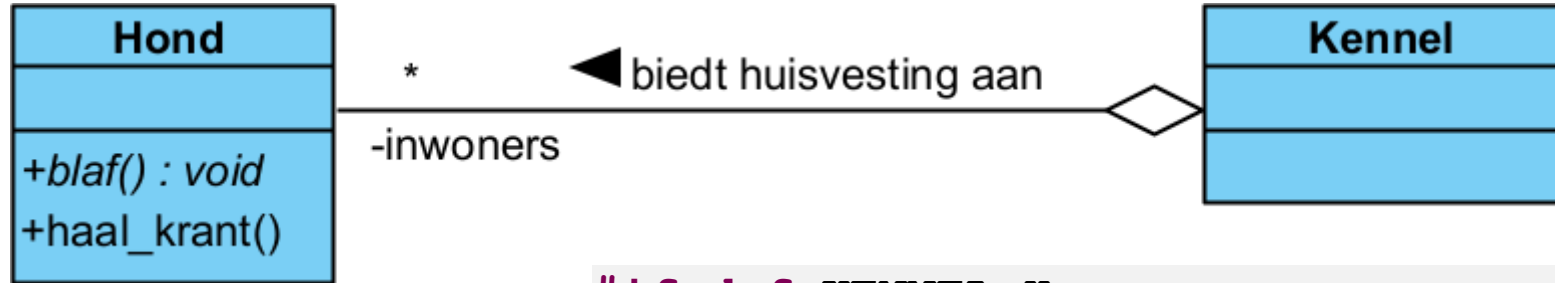 Hond
+blaf() : void
+haal_krant()
*
◀ biedt huisvesting aan
-inwoners
Kennel